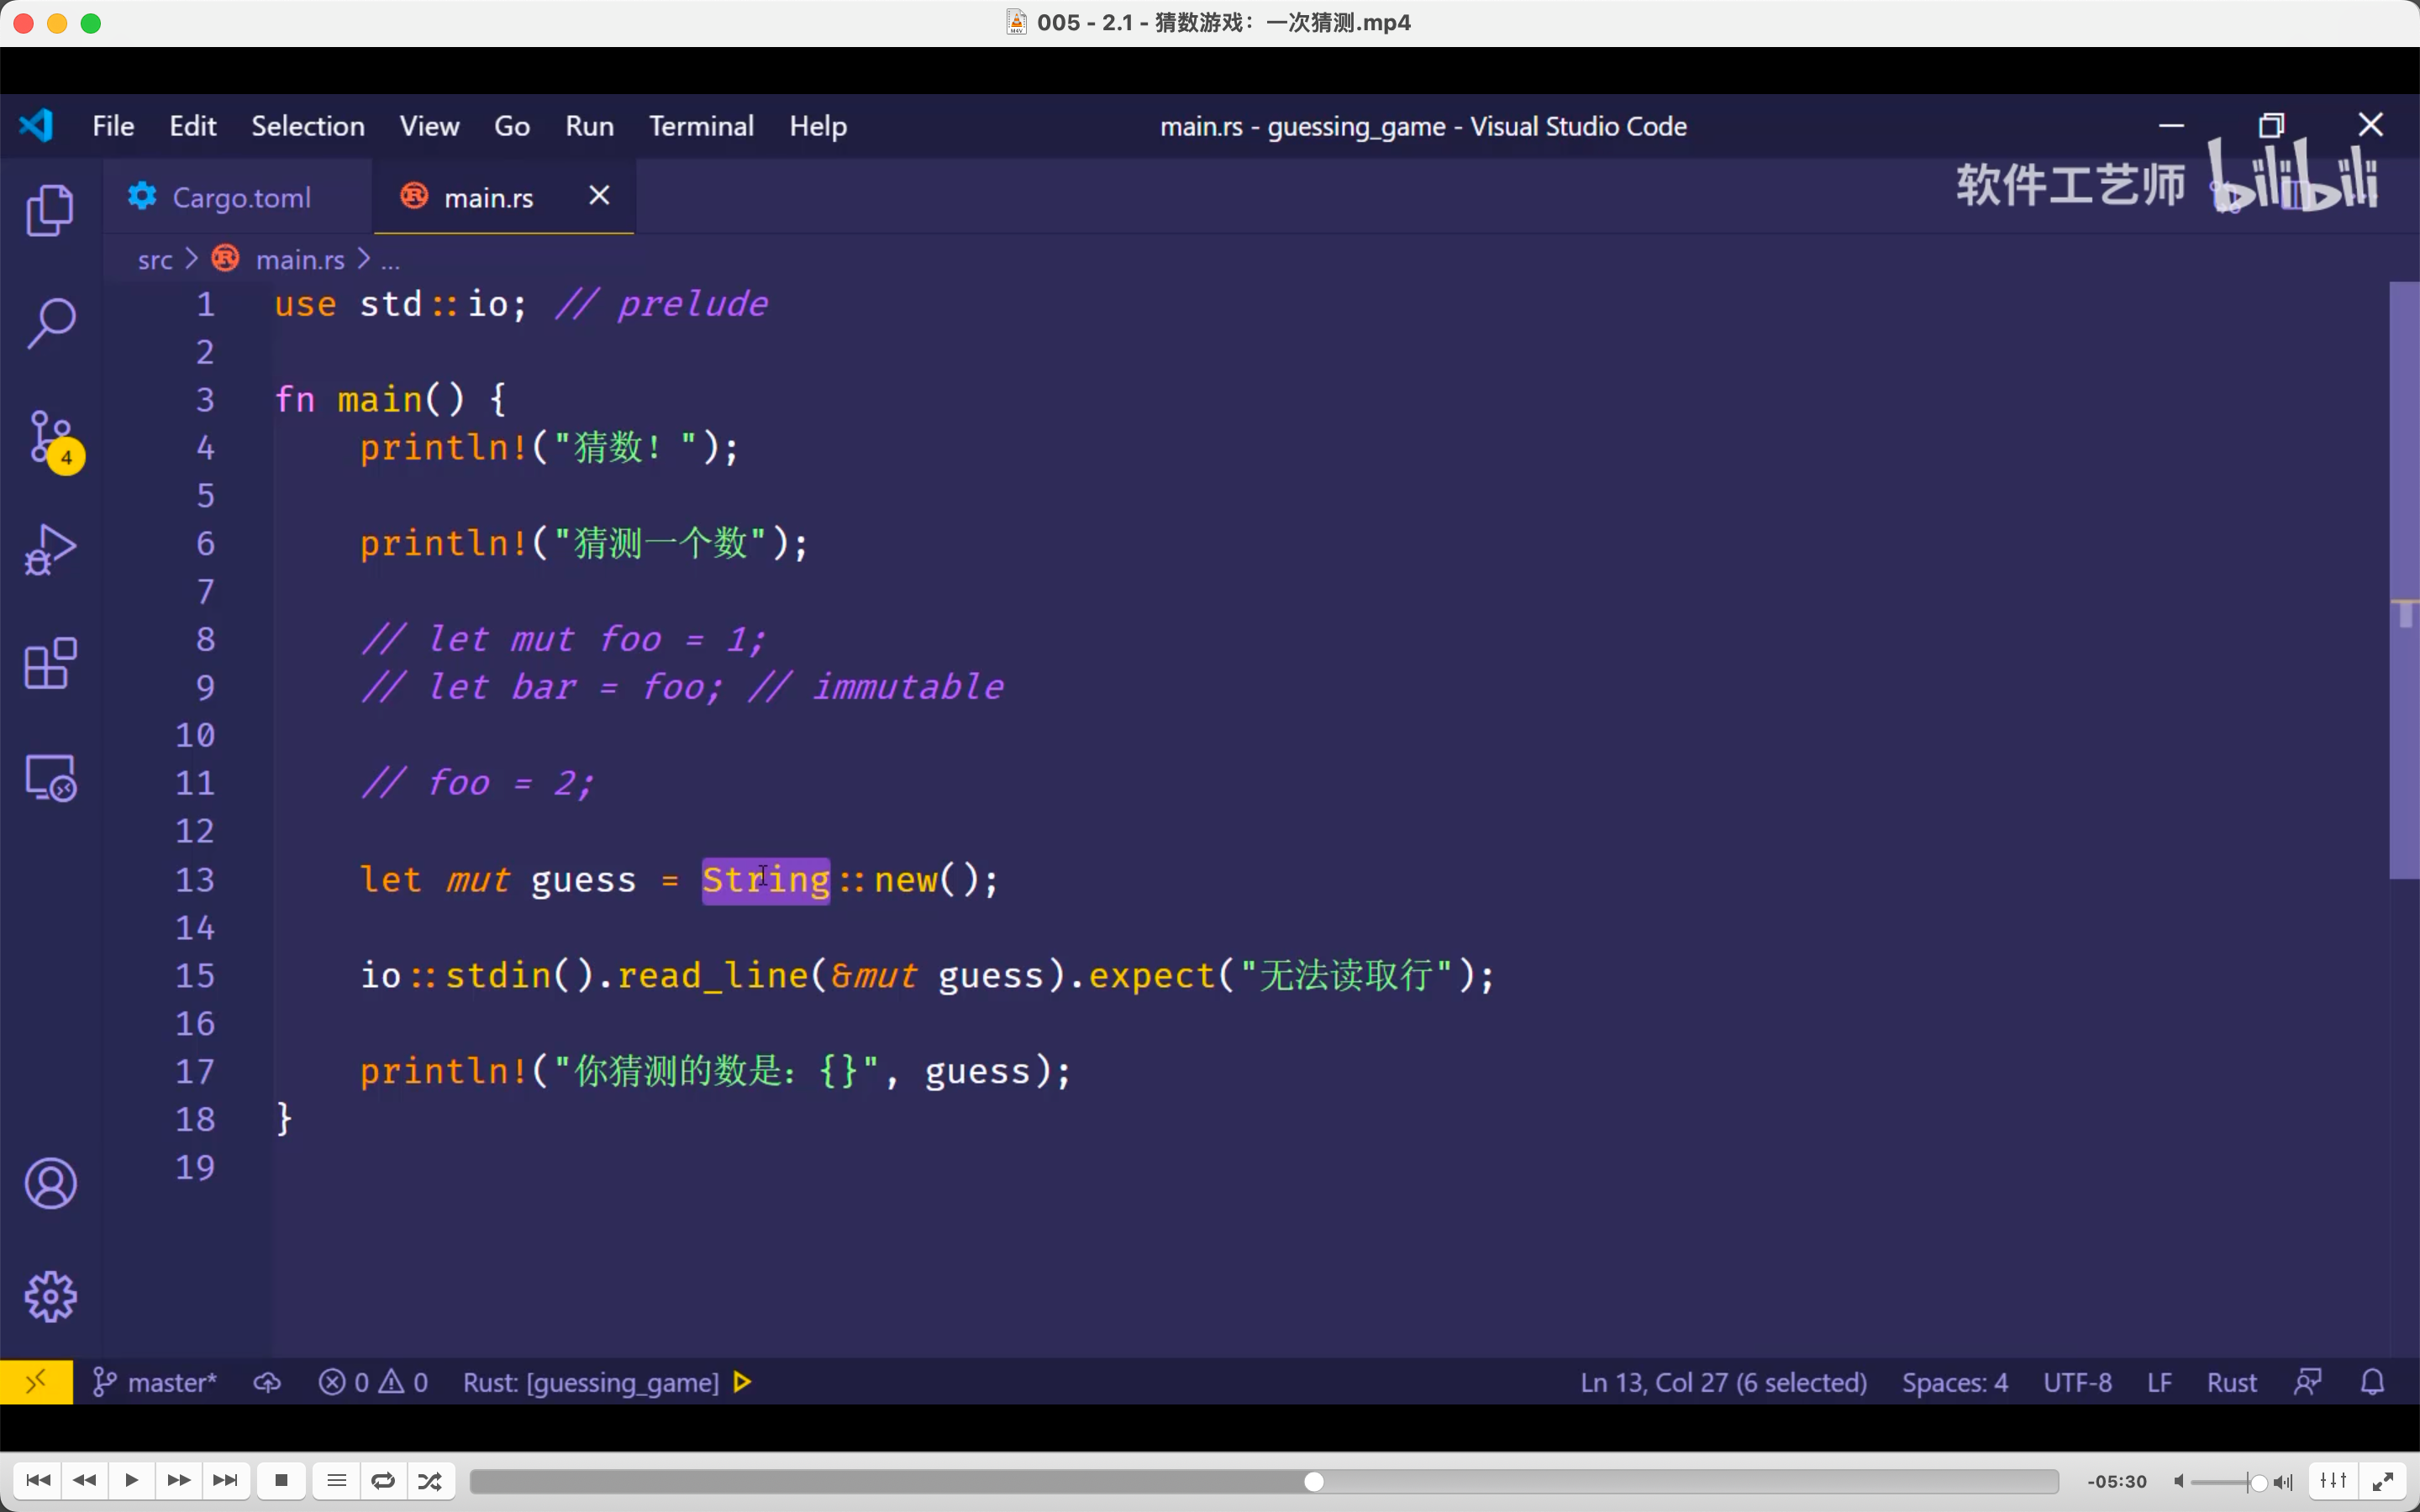 005 - 2.1 - 猜数游戏：一次猜测.mp4
File Edit Selection View Go Run Terminal Help main.rs - guessing_game - Visual Studio Code
软件工艺师 bilibili
Cargo.toml main.rs
src > main.rs > ...
1 use std::io; // prelude
2
3 fn main() {
4 println!("猜数！");
5
6 println!("猜测一个数");
7
8 // let mut foo = 1;
9 // let bar = foo; // immutable
10
11 // foo = 2;
12
13 let mut guess = String::new();
14
15 io::stdin().read_line(&mut guess).expect("无法读取行");
16
17 println!("你猜测的数是：{}", guess);
18 }
19
4
master* 0 0 Rust: [guessing_game] Ln 13, Col 27 (6 selected) Spaces: 4 UTF-8 LF Rust
-05:30